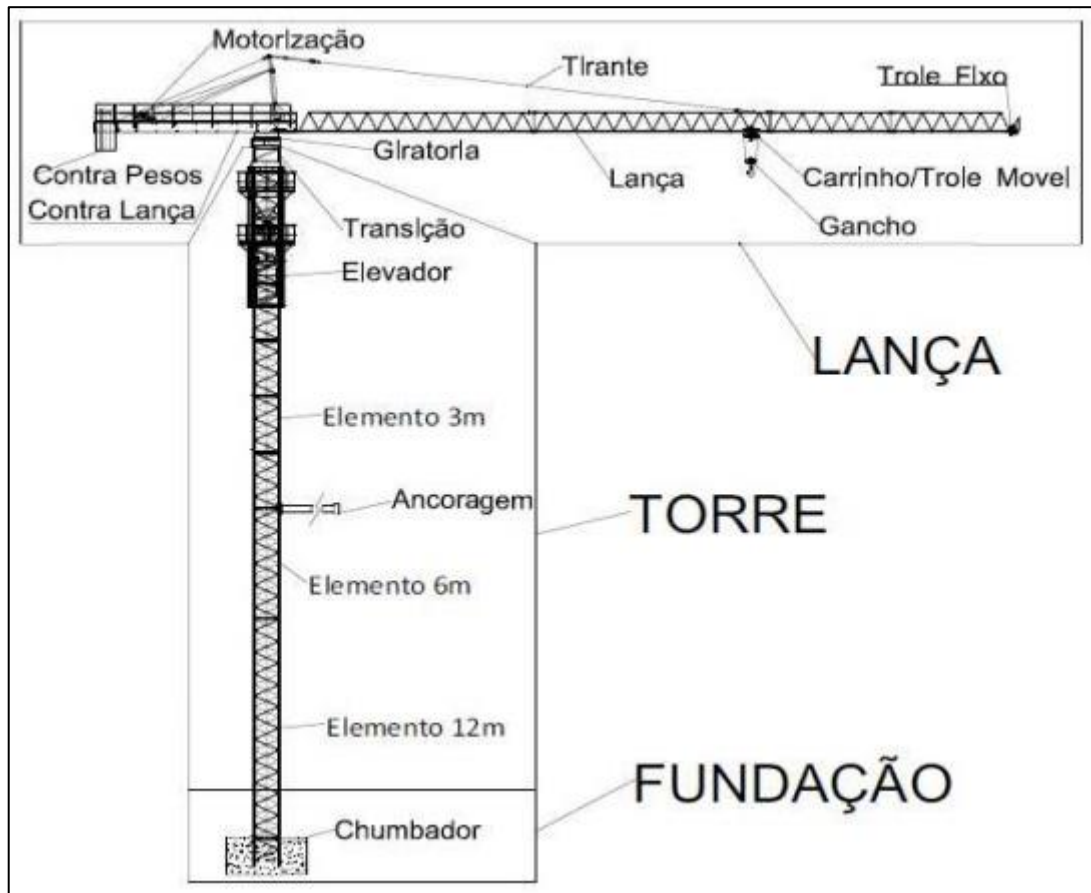 Motorização
Tirante
Trole Fixo
Giratoria
Contra Pesos
Lança
Carrinho/Trole Movel
Contra Lança
Transição
Gancho
Elevador
LANÇA
Elemento 3m
Ancoragem
TORRE
Elemento 6m
Elemento 12m
FUNDAÇÃO
Chumbador